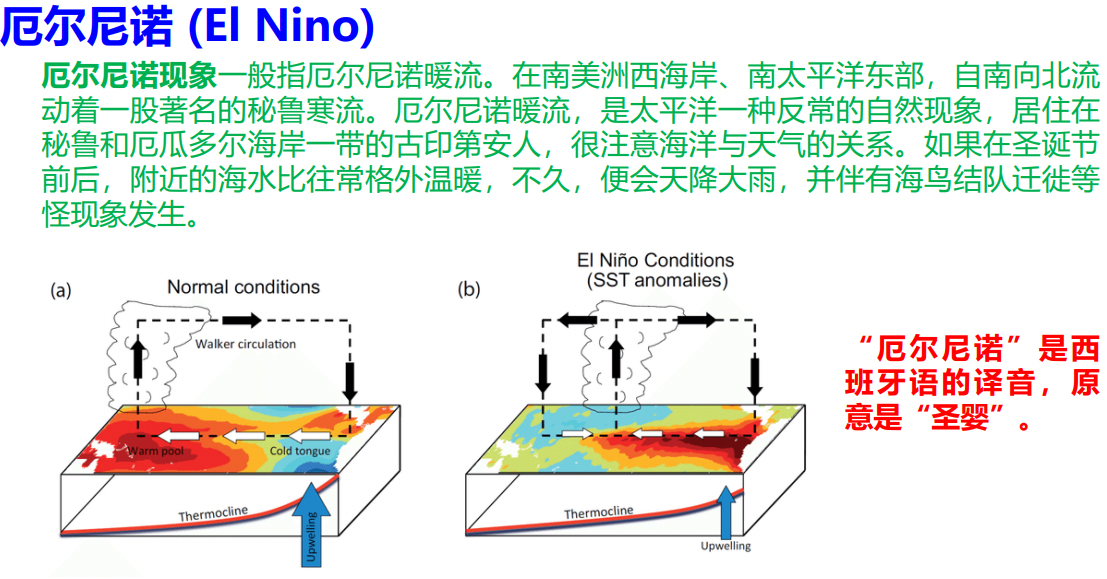 厄尔尼诺 (El Nino)
厄尔尼诺现象一般指厄尔尼诺暖流。在南美洲西海岸、南太平洋东部，自南向北流
动着一股著名的秘鲁寒流。厄尔尼诺暖流，是太平洋一种反常的自然现象，居住在
秘鲁和厄瓜多尔海岸一带的古印第安人，很注意海洋与天气的关系。如果在圣诞节
前后，附近的海水比往常格外温暖，不久，便会天降大雨，并伴有海鸟结队迁徙等
怪现象发生。
(a)
Normal conditions
Walker circulation
Warm pool
Cold tongue
Thermocline
Upwelling
(b)
El Niño Conditions
(SST anomalies)
Thermocline
Upwelling
“厄尔尼诺”是西
班牙语的译音，原
意是“圣婴”。